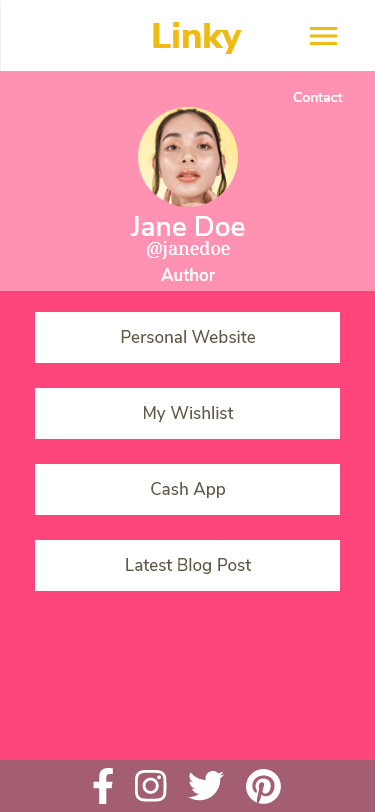 Linky
Contact
Jane Doe
@janedoe
Author
Personal Website
My Wishlist
Cash App
Latest Blog Post